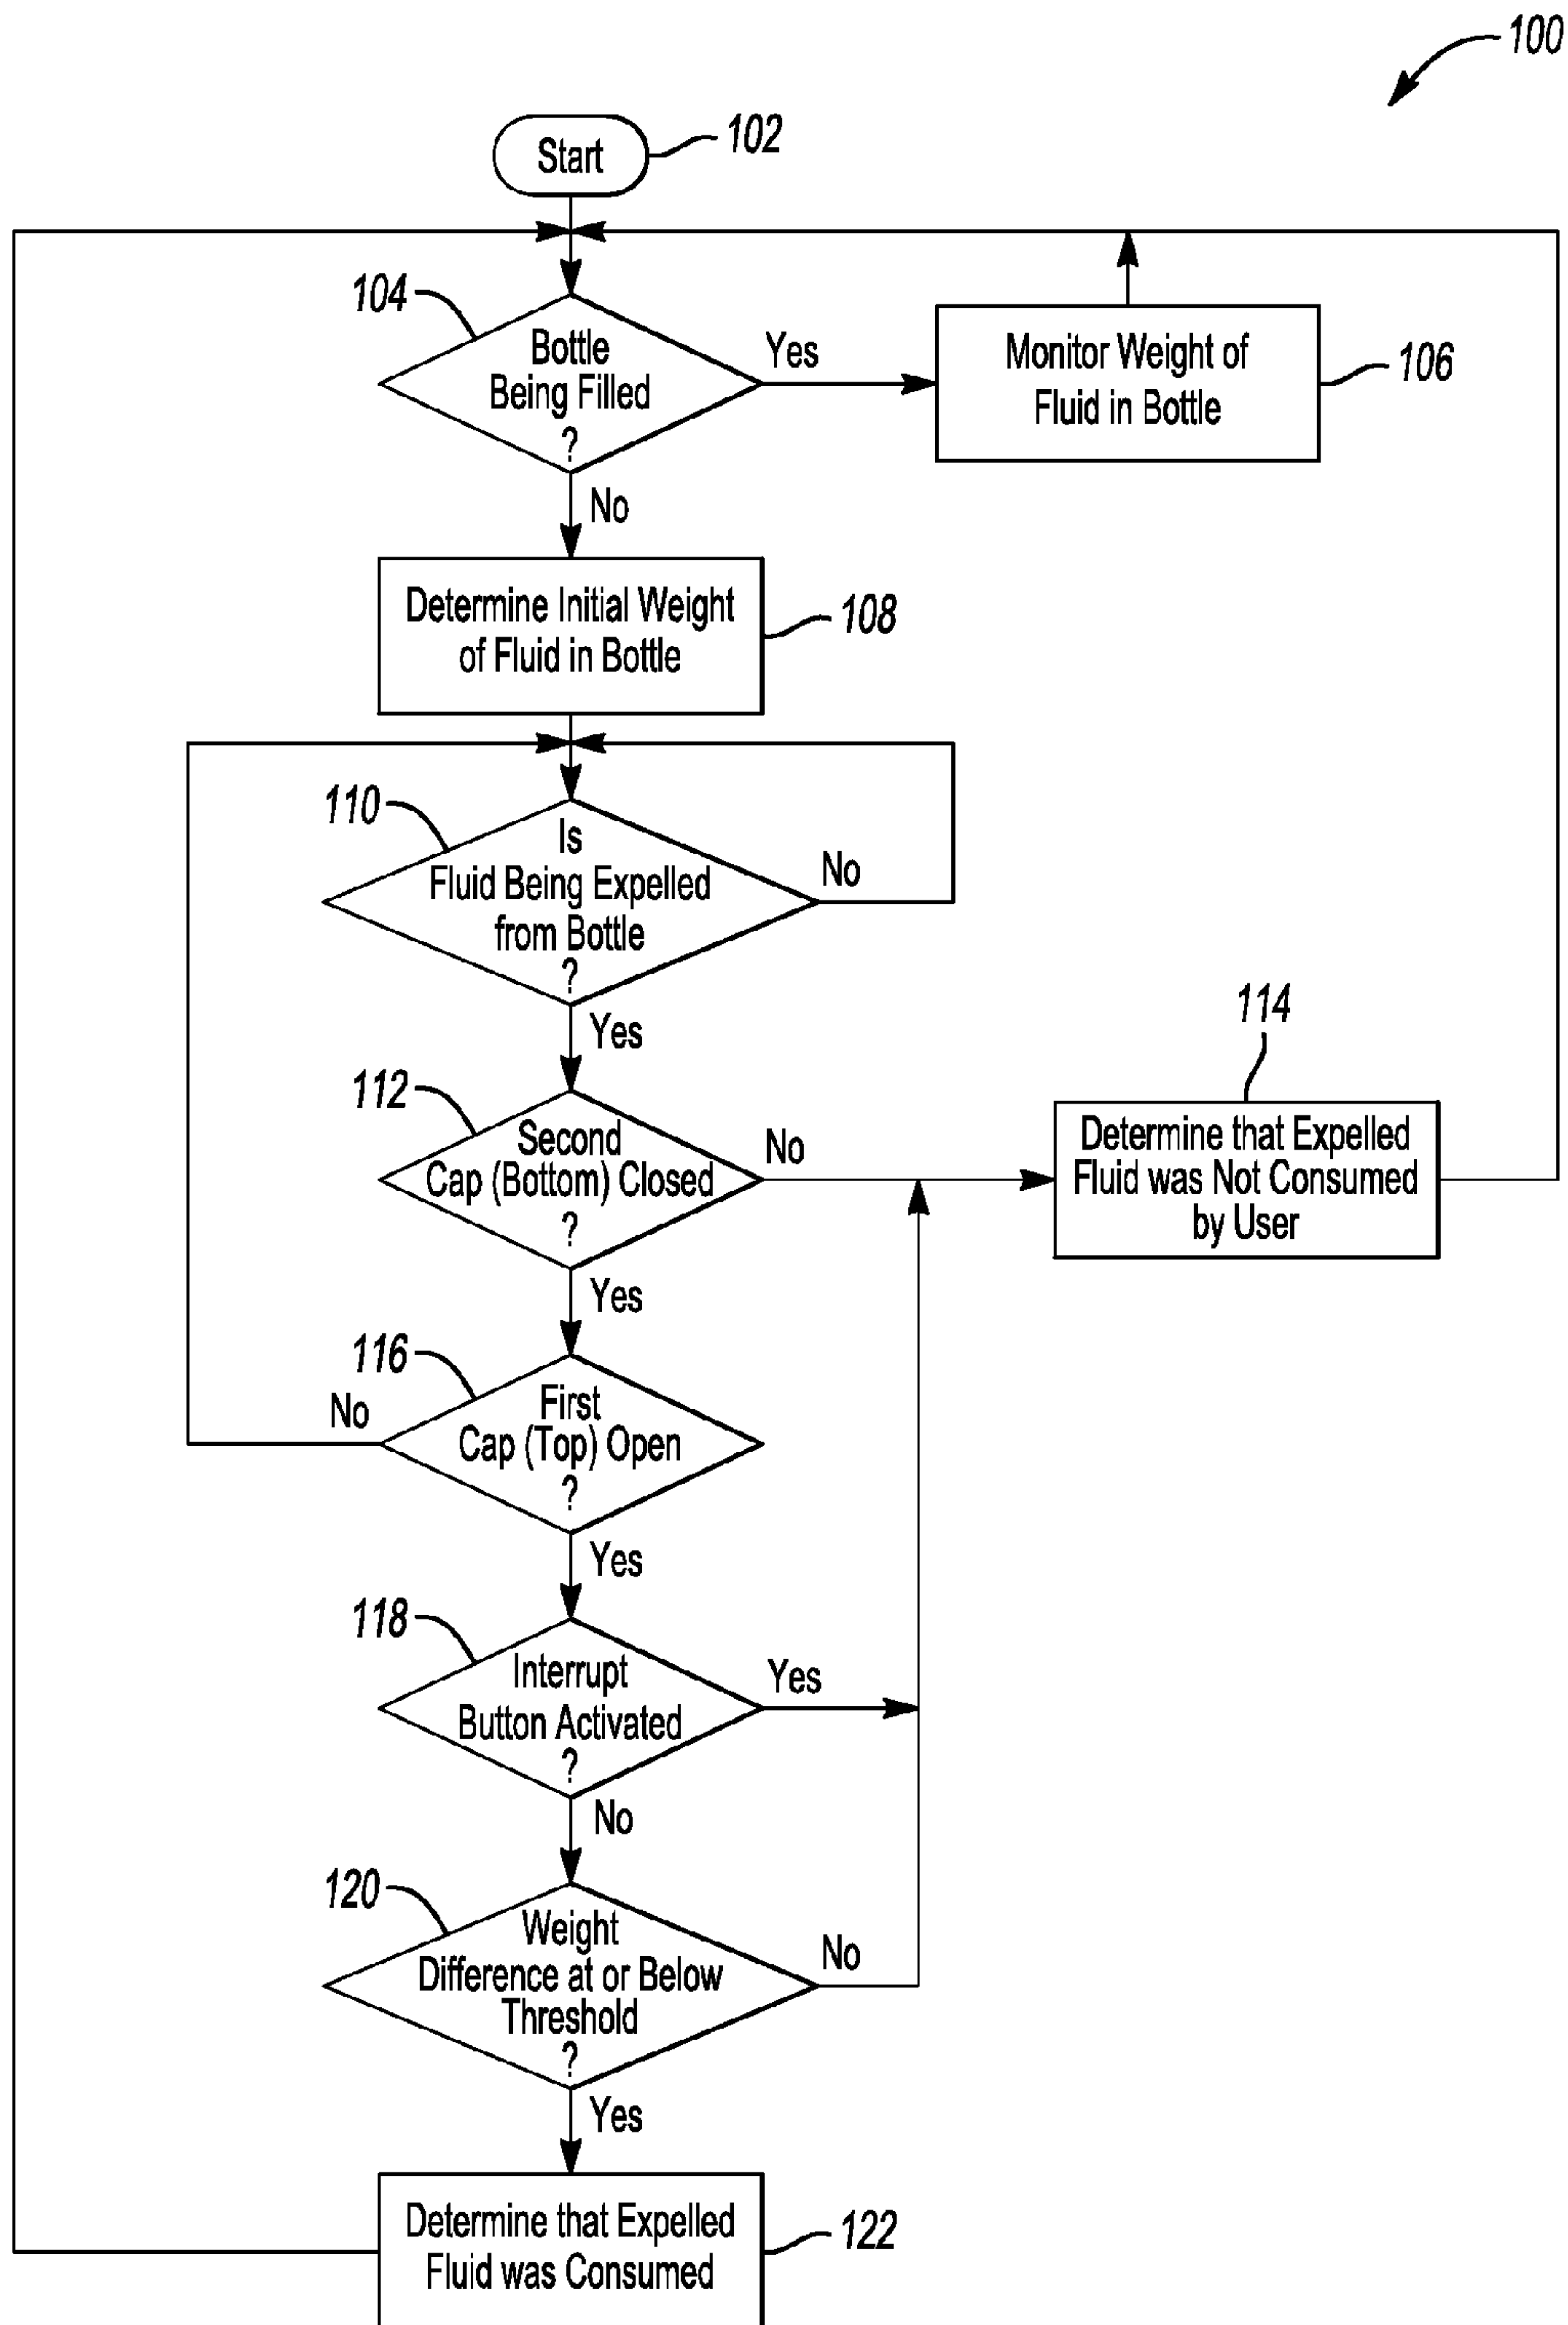 100
Start
102
104
Bottle
Being Filled
?
Yes
Monitor Weight of
Fluid in Bottle
106
No
Determine Initial Weight
of Fluid in Bottle
108
110
Is
Fluid Being Expelled
from Bottle
?
No
Yes
112
Second
Cap (Bottom) Closed
?
No
114
Determine that Expelled
Fluid was Not Consumed
by User
Yes
116
First
Cap (Top) Open
?
No
Yes
118
Interrupt
Button Activated
?
Yes
No
120
Weight
Difference at or Below
Threshold
?
No
Yes
Determine that Expelled
Fluid was Consumed
122